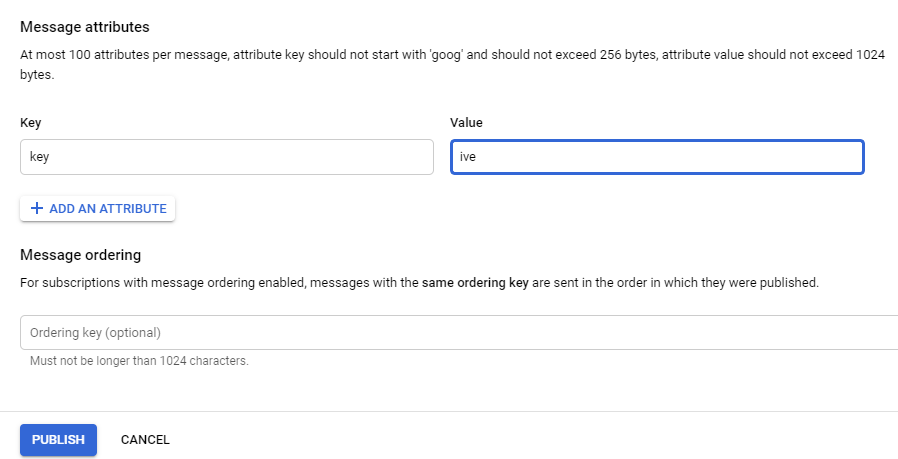 Message attributes
At most 100 attributes per message, attribute key should not start with 'goog' and should not exceed 256 bytes, attribute value should not exceed 1024
bytes.
Key
Value
key
ive
+ ADD AN ATTRIBUTE
Message ordering
For subscriptions with message ordering enabled, messages with the same ordering key are sent in the order in which they were published.
Ordering key (optional)
Must not be longer than 1024 characters.
PUBLISH
CANCEL